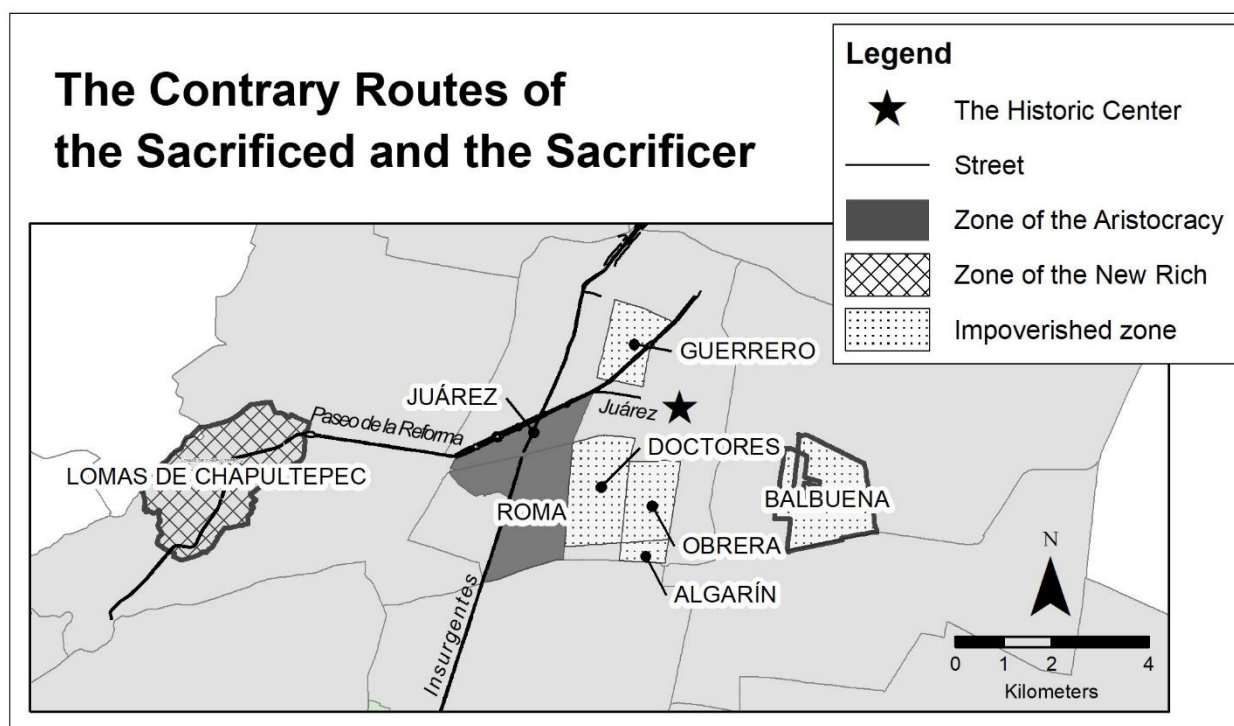 The Contrary Routes of
the Sacrificed and the Sacrificer
Legend
The Historic Center
Street
Zone of the Aristocracy
Zone of the New Rich
Impoverished zone
GUERRERO
JUÁREZ
Juárez
Paseo de la Reforma
DOCTORES
LOMAS DE CHAPULTEPEC
ROMA
BALBUENA
OBRERA
ALGARÍN
Insurgentes
N
0 1 2 4
Kilometers